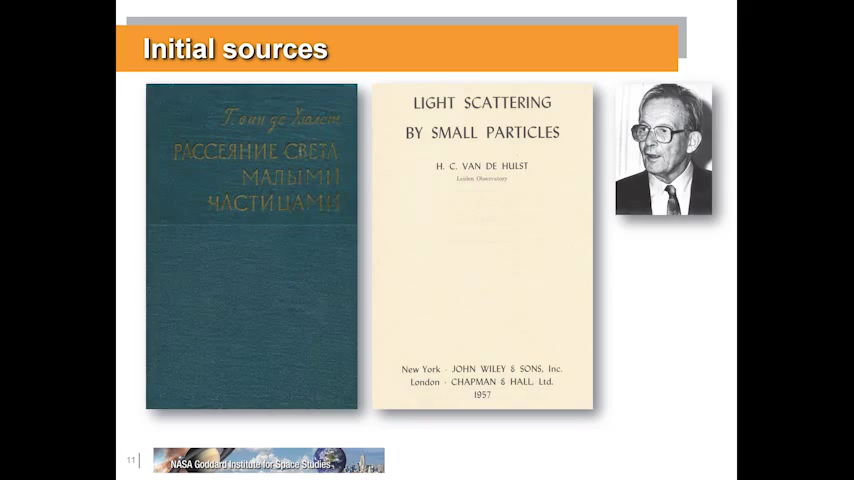 Initial sources
Г. ван де Хюлст
РАССЕЯНИЕ СВЕТА
МАЛЫМИ
ЧАСТИЦАМИ
LIGHT SCATTERING
BY SMALL PARTICLES
H. C. VAN DE HULST
Leiden Observatory
New York · JOHN WILEY & SONS, Inc.
London · CHAPMAN & HALL, Ltd.
1957
11
NASA Goddard Institute for Space Studies